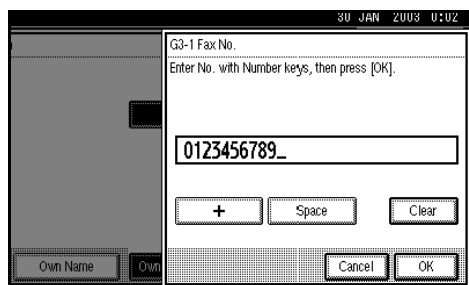 30 JAN 2003 0:02
G3-1 Fax No.
Enter No. with Number keys, then press [OK].
0123456789_
+ Space Clear
Own Name Own Cancel OK